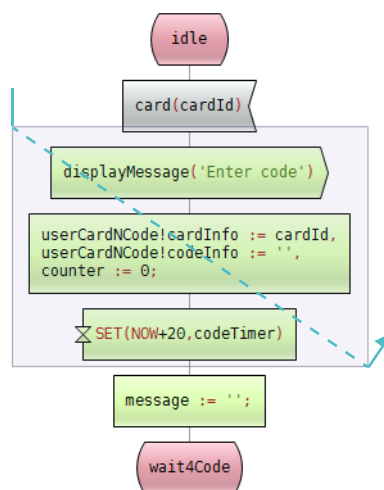 idle
card(cardId)
displayMessage('Enter code')
userCardNCode!cardInfo := cardId,
userCardNCode!codeInfo := '',
counter := 0;
SET(NOW+20,codeTimer)
message := '';
wait4Code